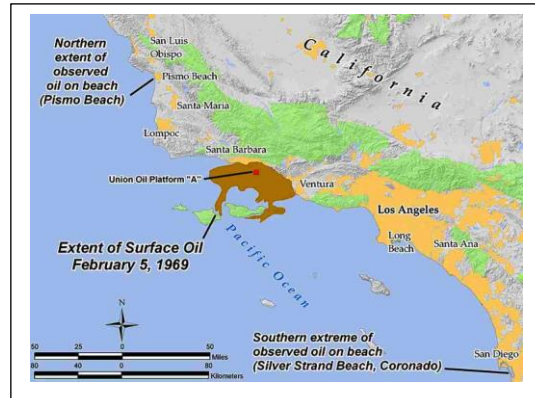 Northern
extent of
observed
oil on beach
(Pismo Beach)
San Luis
Obispo
Pismo Beach
Santa Maria
Lompoc
California
Santa Barbara
Union Oil Platform "A"
Ventura
Los Angeles
Long
Beach
Santa Ana
Extent of Surface Oil
February 5, 1969
Pacific Ocean
N
50 25 0 50
Miles
80 40 0 80
Kilometers
Southern extreme of
observed oil on beach
(Silver Strand Beach, Coronado)
San Diego